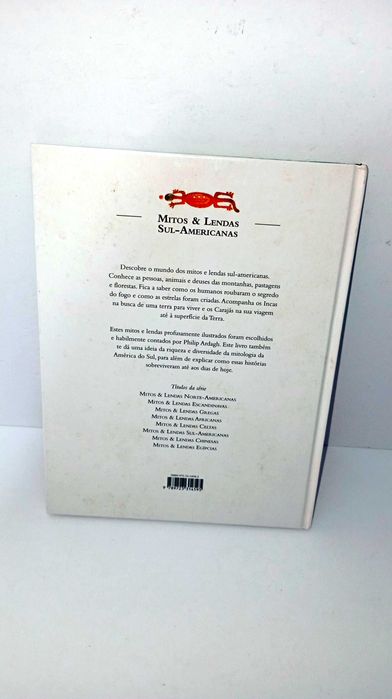 MITOS & LENDAS
SUL-AMERICANAS
Descobre o mundo dos mitos e lendas sul-americanas.
Conhece as pessoas, animais e deuses das montanhas, pastagens
e florestas. Fica a saber como os humanos roubaram o segredo
do fogo e como as estrelas foram criadas. Acompanha os Incas
na busca de uma terra para viver e os Carajás na sua viagem
até à superfície da Terra.
Estes mitos e lendas profusamente ilustrados foram escolhidos
e habilmente contados por Philip Ardagh. Este livro também
te dá uma ideia da riqueza e diversidade da mitologia da
América do Sul, para além de explicar como essas histórias
sobreviveram até aos dias de hoje.
Títulos da série
MITOS & LENDAS NORTE-AMERICANAS
MITOS & LENDAS ESCANDINAVAS
MITOS & LENDAS GREGAS
MITOS & LENDAS AFRICANAS
MITOS & LENDAS CELTAS
MITOS & LENDAS SUL-AMERICANAS
MITOS & LENDAS CHINESAS
MITOS & LENDAS EGÍPCIAS